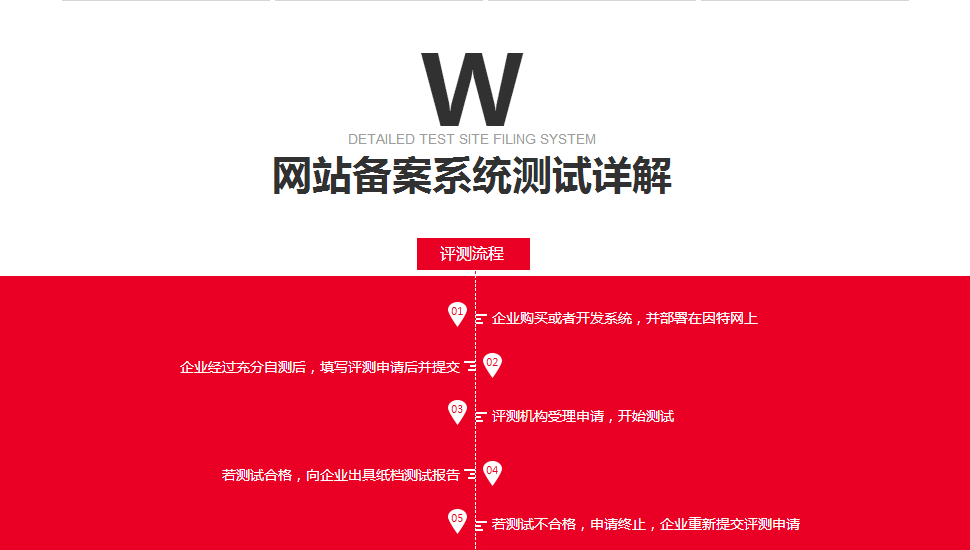 W
DETAILED TEST SITE FILING SYSTEM
网站备案系统测试详解
评测流程
01
企业购买或者开发系统，并部署在因特网上
企业经过充分自测后，填写评测申请后并提交
02
03
评测机构受理申请，开始测试
若测试合格，向企业出具纸档测试报告
04
05
若测试不合格，申请终止，企业重新提交评测申请